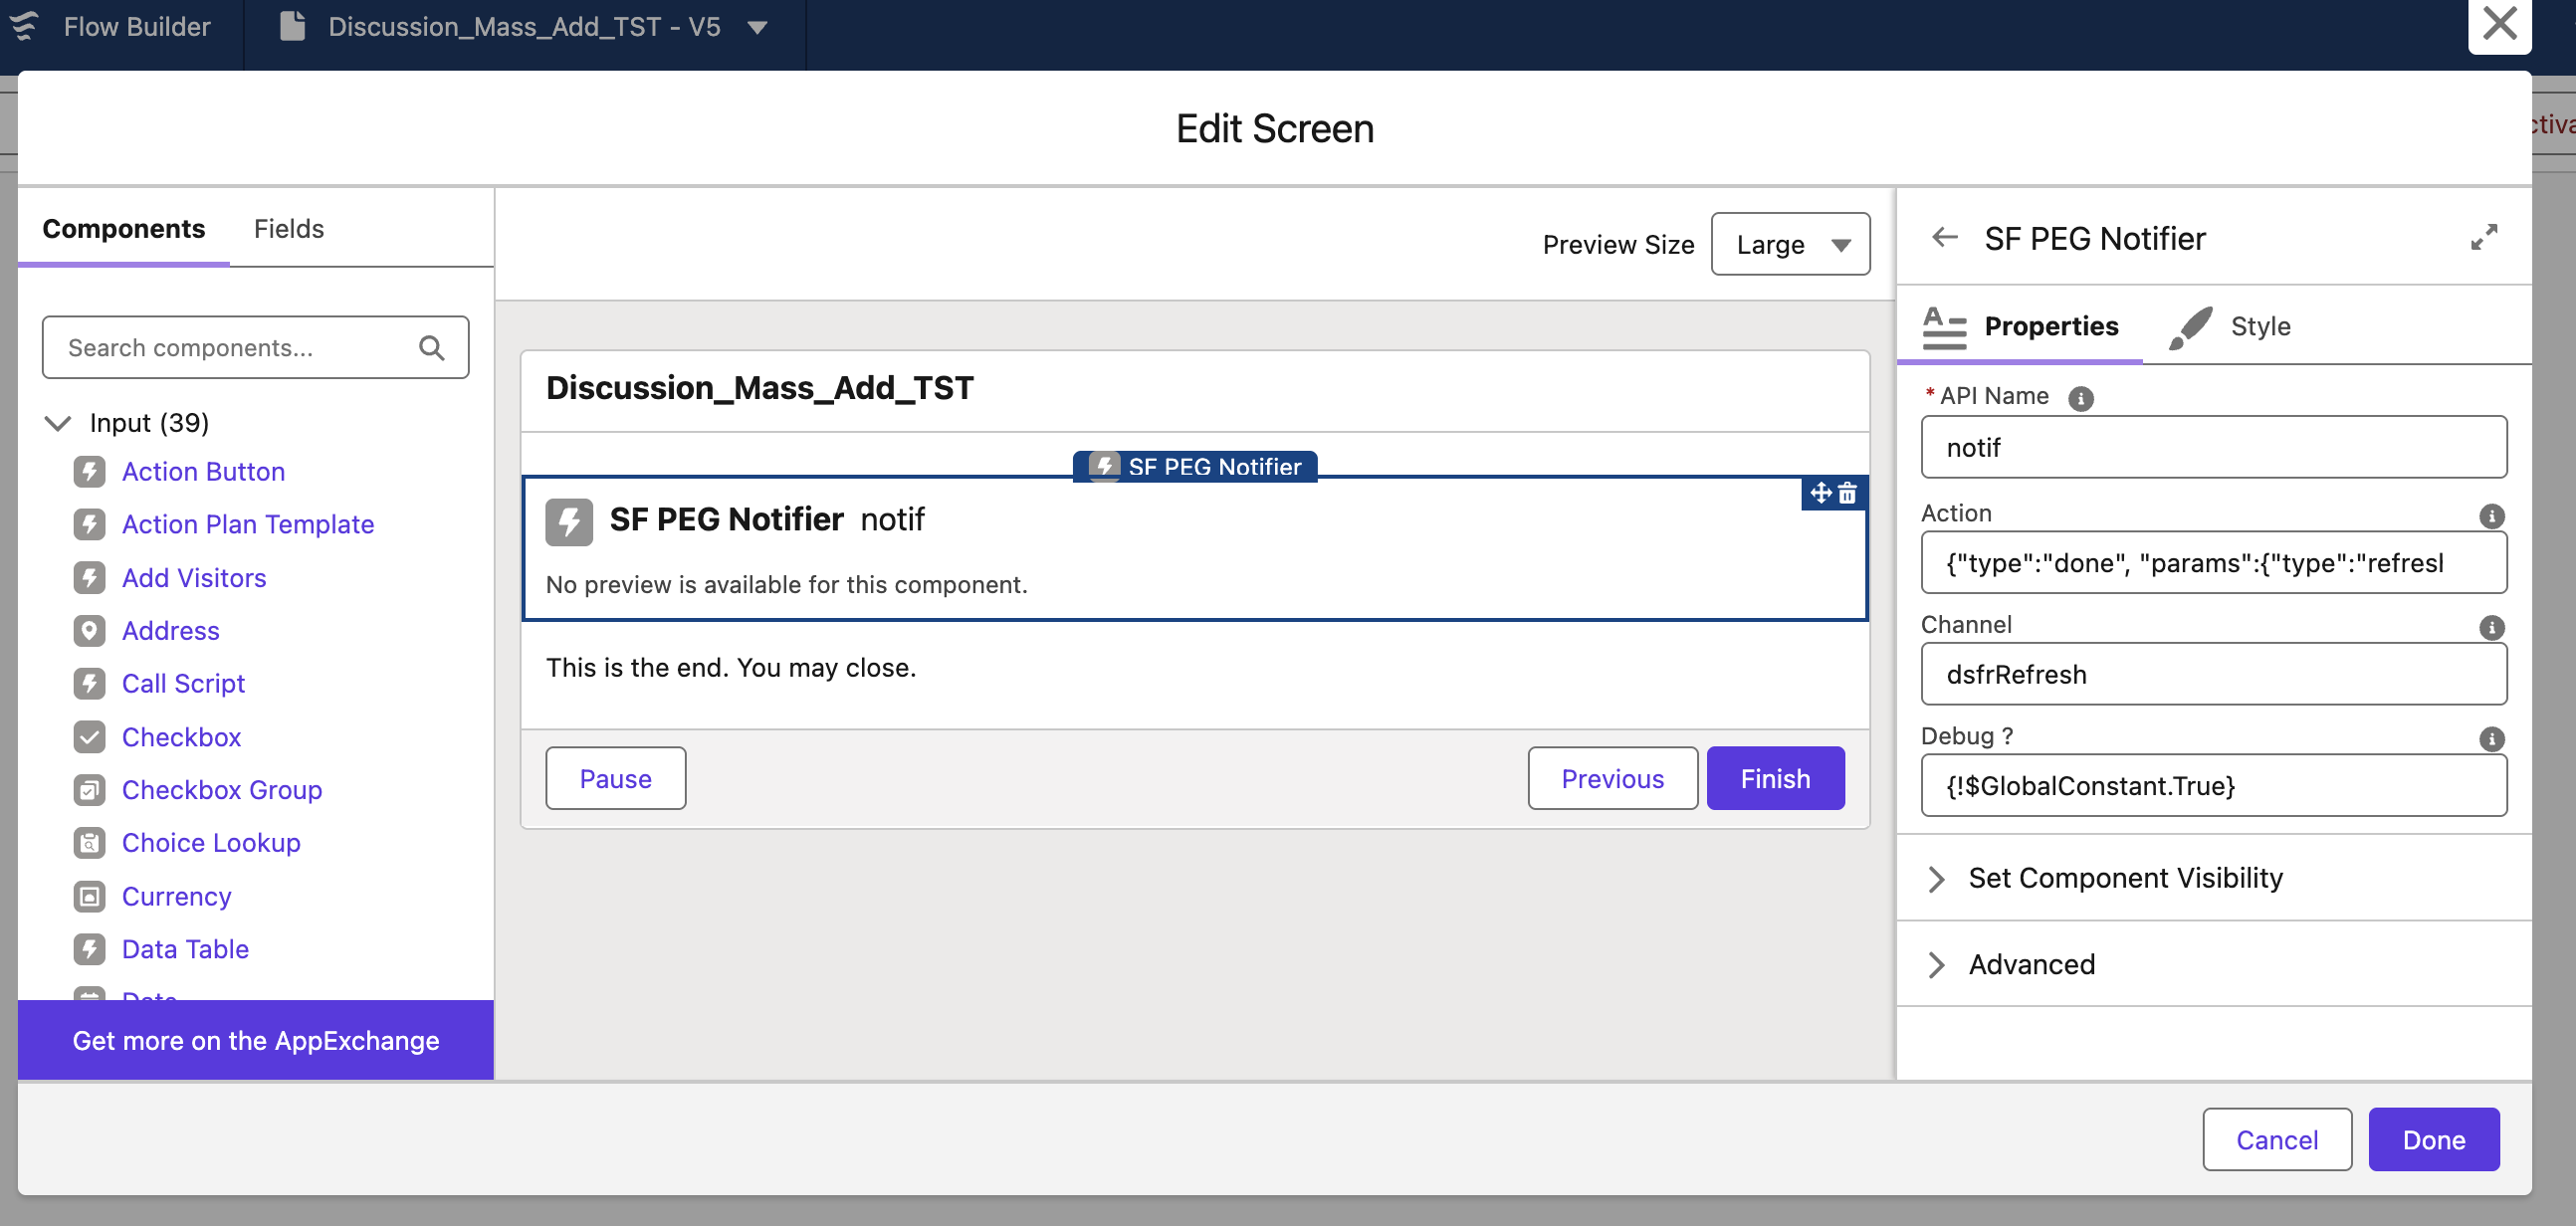 Flow Builder
Discussion_Mass_Add_TST - V5
Edit Screen
Components
Fields
Search components...
Input (39)
Action Button
Action Plan Template
Add Visitors
Address
Call Script
Checkbox
Checkbox Group
Choice Lookup
Currency
Data Table
Get more on the AppExchange
Preview Size
Large
Discussion_Mass_Add_TST
SF PEG Notifier
SF PEG Notifier notif
No preview is available for this component.
This is the end. You may close.
Pause
Previous
Finish
SF PEG Notifier
Properties
Style
* API Name
notif
Action
{"type":"done", "params":{"type":"refresl
Channel
dsfrRefresh
Debug ?
{!$GlobalConstant.True}
Set Component Visibility
Advanced
Cancel
Done